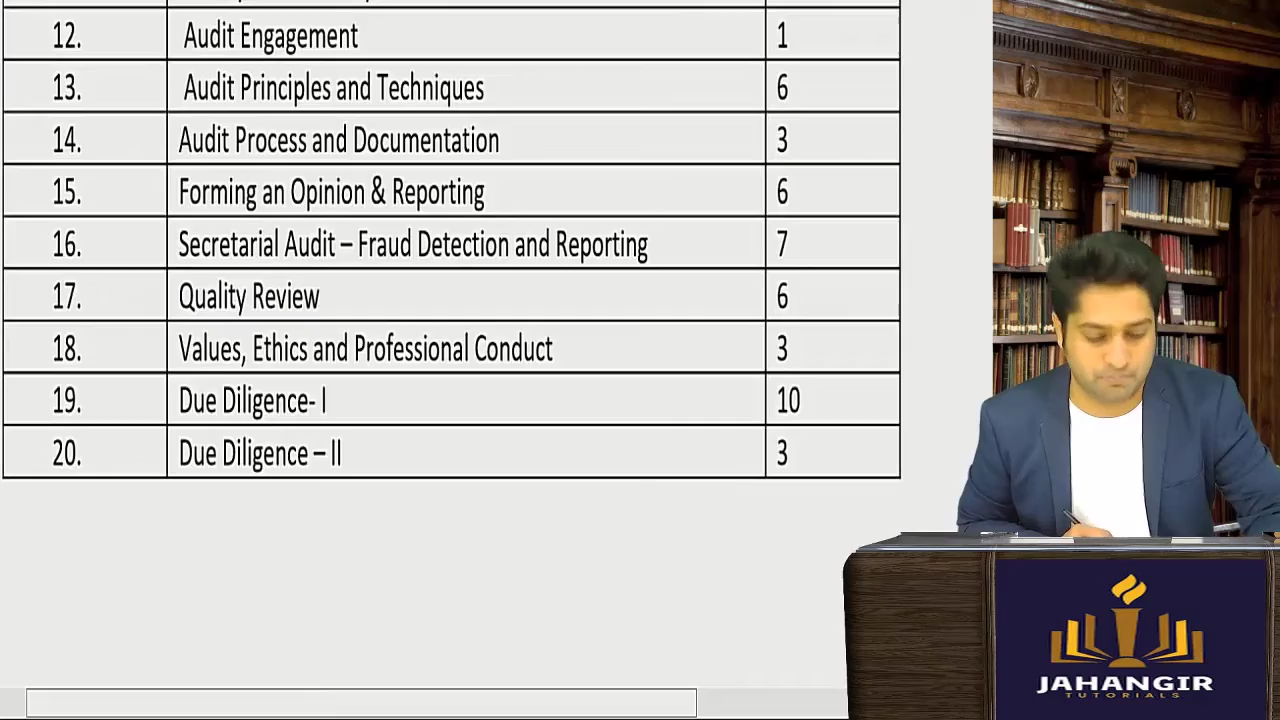 12. Audit Engagement 1
13. Audit Principles and Techniques 6
14. Audit Process and Documentation 3
15. Forming an Opinion & Reporting 6
16. Secretarial Audit – Fraud Detection and Reporting 7
17. Quality Review 6
18. Values, Ethics and Professional Conduct 3
19. Due Diligence- I 10
20. Due Diligence – II 3
JAHANGIR
TUTORIALS